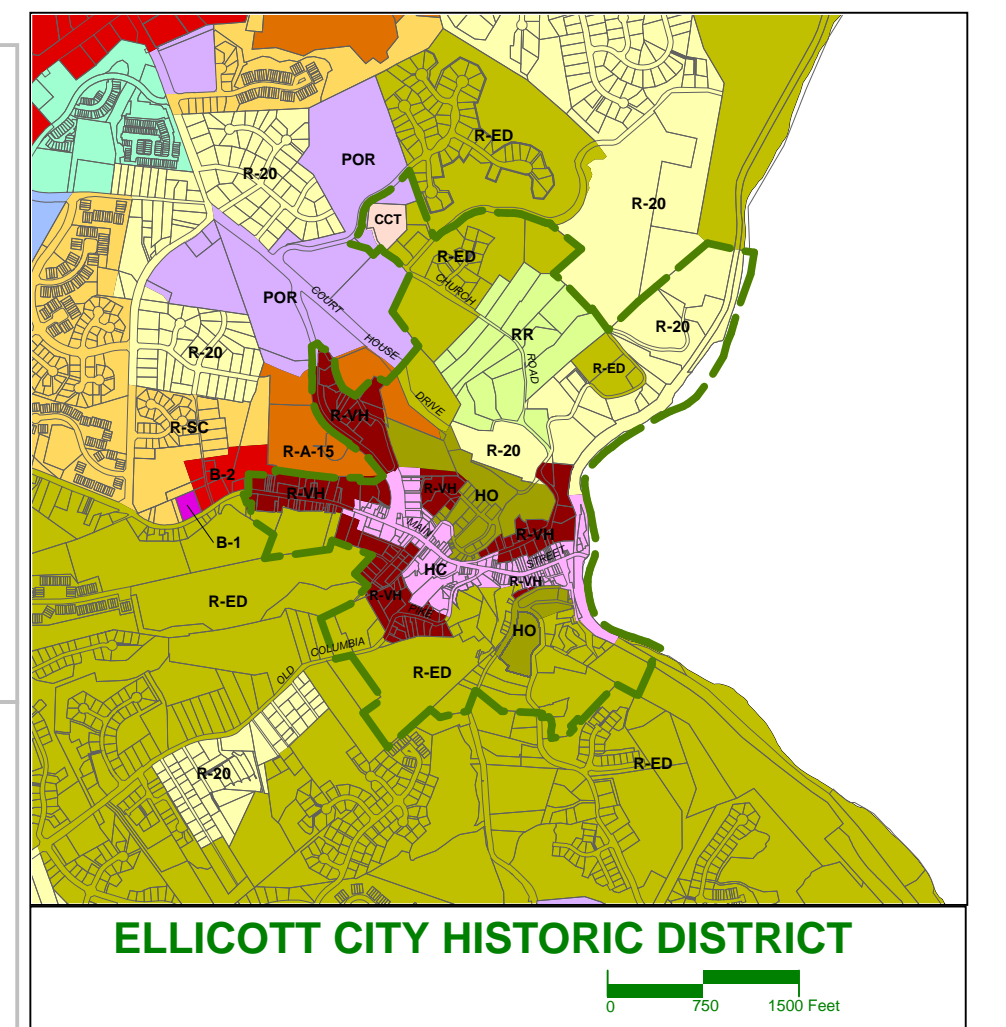 R-ED
POR
R-20
R-20
CCT
R-ED
CHURCH
POR
COURT
HOUSE
RR
ROAD
R-20
R-20
R-ED
DRIVE
R-VH
R-SC
R-A-15
R-20
B-2
R-VH
R-VH
HO
MAIN
B-1
R-VH
STREET
HC
R-VH
R-VH
R-ED
PIKE
HO
COLUMBIA
OLD
R-ED
R-20
R-ED
ELLICOTT CITY HISTORIC DISTRICT
0 750 1500 Feet